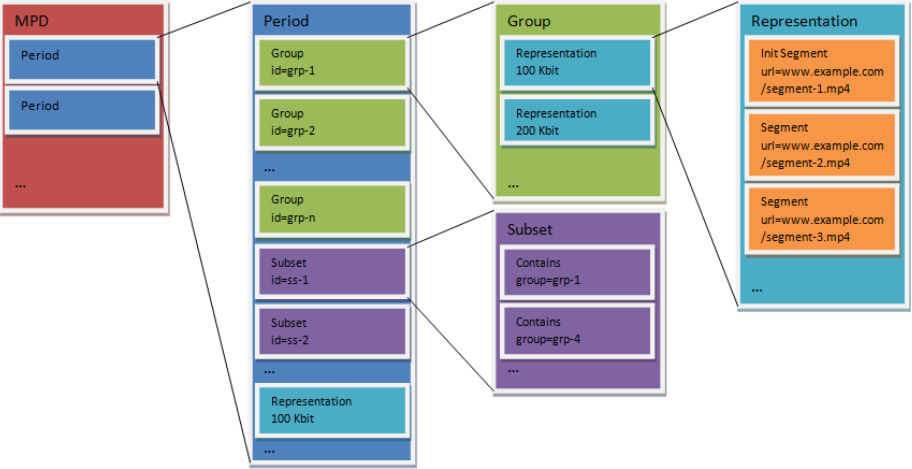 MPD
Period
Period
...
Period
Group
id=grp-1
Group
id=grp-2
...
Group
id=grp-n
Subset
id=ss-1
Subset
id=ss-2
...
Representation
100 Kbit
...
Group
Representation
100 Kbit
Representation
200 Kbit
...
Subset
Contains
group=grp-1
Contains
group=grp-4
...
Representation
Init Segment
url=www.example.com
/segment-1.mp4
Segment
url=www.example.com
/segment-2.mp4
Segment
url=www.example.com
/segment-3.mp4
...